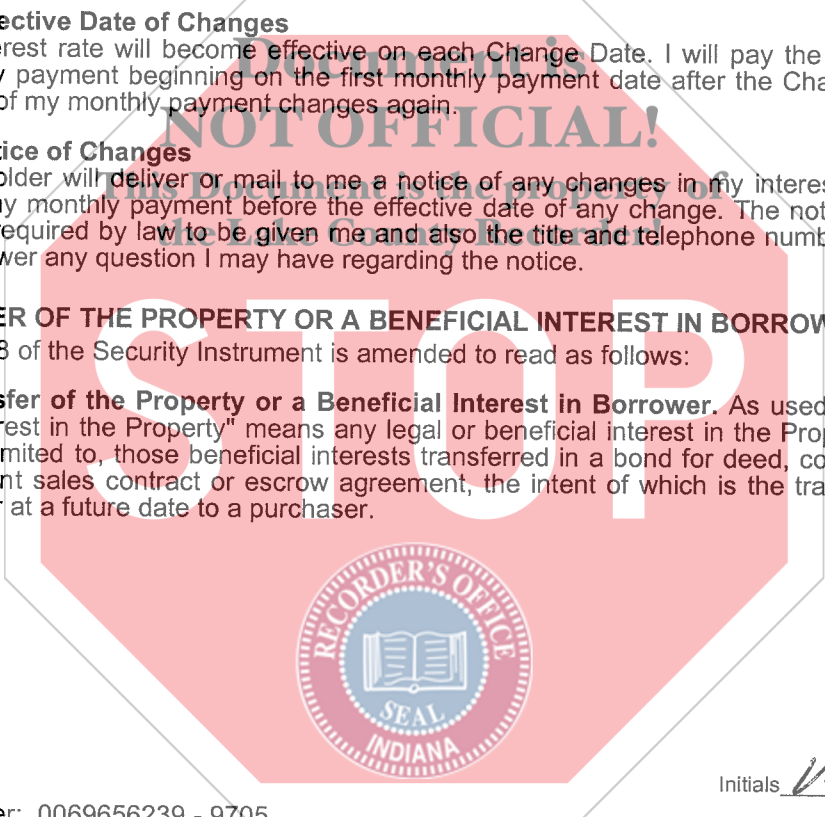 ective Date of Changes
erest rate will become effective on each Change Date. I will pay the
y payment beginning on the first monthly payment date after the Cha
of my monthly payment changes again.
tice of Changes
older will deliver or mail to me a notice of any changes in my interes
y monthly payment before the effective date of any change. The not
equired by law to be given me and also the title and telephone numb
wer any question I may have regarding the notice.
ER OF THE PROPERTY OR A BENEFICIAL INTEREST IN BORROW
8 of the Security Instrument is amended to read as follows:
sfer of the Property or a Beneficial Interest in Borrower. As used
rest in the Property" means any legal or beneficial interest in the Prop
mited to, those beneficial interests transferred in a bond for deed, co
nt sales contract or escrow agreement, the intent of which is the tra
r at a future date to a purchaser.
Document is
NOT OFFICIAL!
This Document is the property of
the Lake County Recorder!
STOP
RECORDER'S OFFICE
SEAL
INDIANA
Initials
er: 0069656239 - 9705